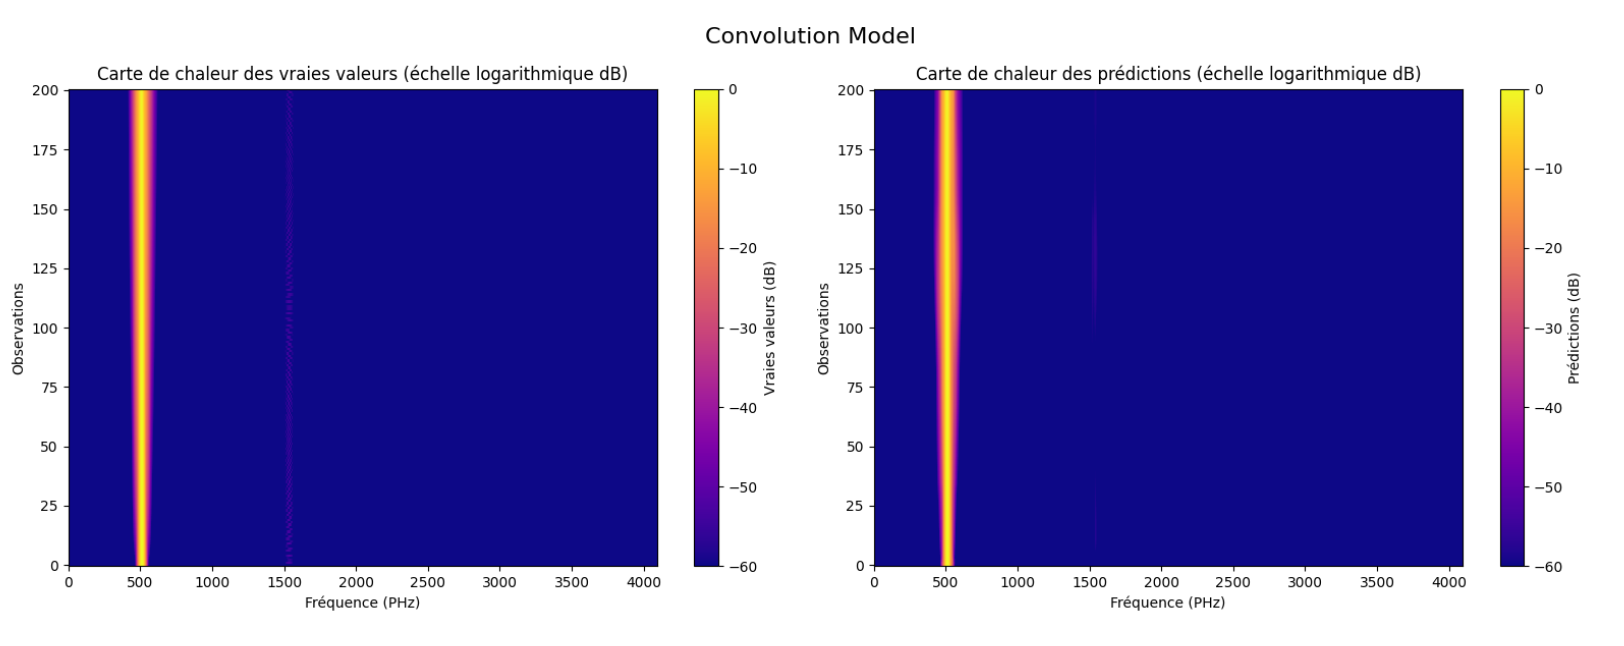 Convolution Model
Carte de chaleur des vraies valeurs (échelle logarithmique dB)
200
175
150
125
100
75
50
25
0
Observations
0 500 1000 1500 2000 2500 3000 3500 4000
Fréquence (PHz)
0
−10
−20
−30
−40
−50
−60
Vraies valeurs (dB)
Carte de chaleur des prédictions (échelle logarithmique dB)
200
175
150
125
100
75
50
25
0
Observations
0 500 1000 1500 2000 2500 3000 3500 4000
Fréquence (PHz)
0
−10
−20
−30
−40
−50
−60
Prédictions (dB)